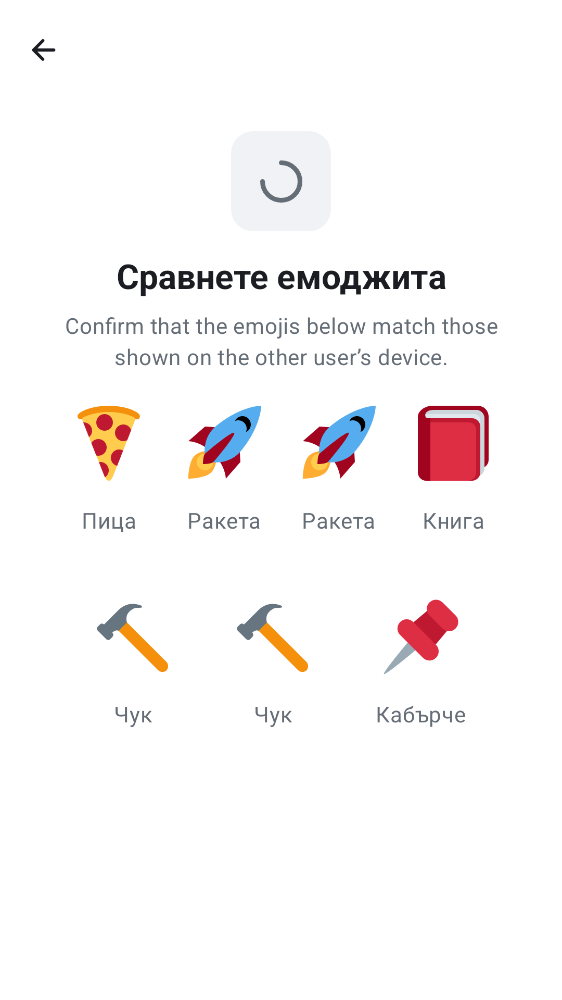 Сравнете емоджита
Confirm that the emojis below match those
shown on the other user’s device.
Пица Ракета Ракета Книга
Чук Чук Кабърче